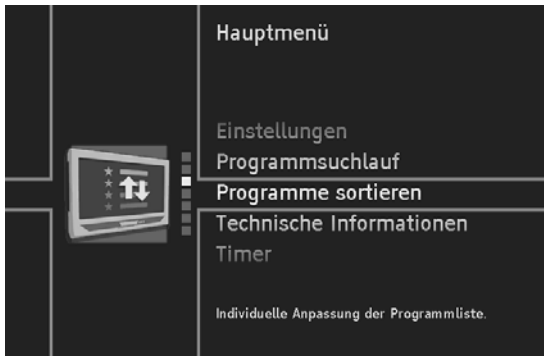 Hauptmenü
Einstellungen
Programmsuchlauf
Programme sortieren
Technische Informationen
Timer
Individuelle Anpassung der Programmliste.